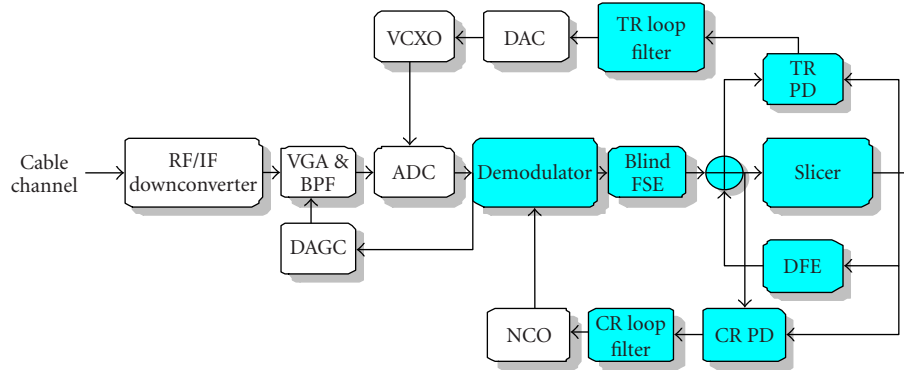 VCXO
DAC
TR loop
filter
TR
PD
Cable
channel
RF/IF
downconverter
VGA &
BPF
ADC
Demodulator
Blind
FSE
Slicer
DAGC
DFE
NCO
CR loop
filter
CR PD